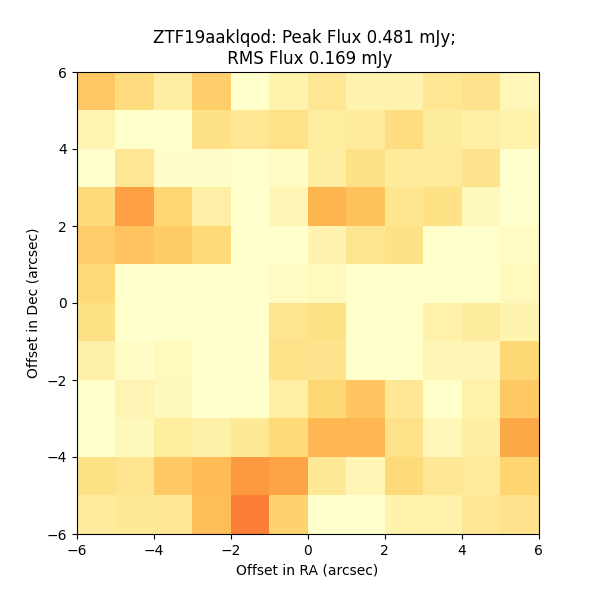 ZTF19aaklqod: Peak Flux 0.481 mJy;
RMS Flux 0.169 mJy
6
4
2
0
−2
−4
−6
Offset in Dec (arcsec)
−6 −4 −2 0 2 4 6
Offset in RA (arcsec)